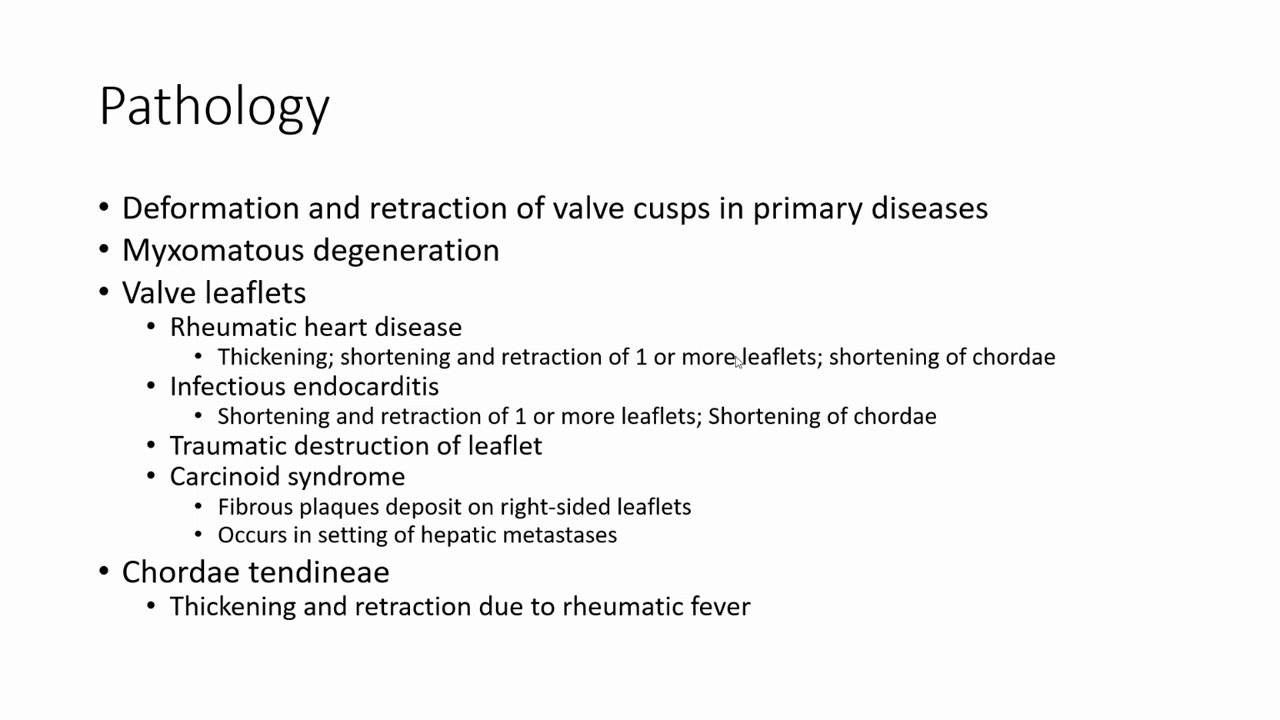 Pathology
• Deformation and retraction of valve cusps in primary diseases
• Myxomatous degeneration
• Valve leaflets
• Rheumatic heart disease
• Thickening; shortening and retraction of 1 or more leaflets; shortening of chordae
• Infectious endocarditis
• Shortening and retraction of 1 or more leaflets; Shortening of chordae
• Traumatic destruction of leaflet
• Carcinoid syndrome
• Fibrous plaques deposit on right-sided leaflets
• Occurs in setting of hepatic metastases
• Chordae tendineae
• Thickening and retraction due to rheumatic fever